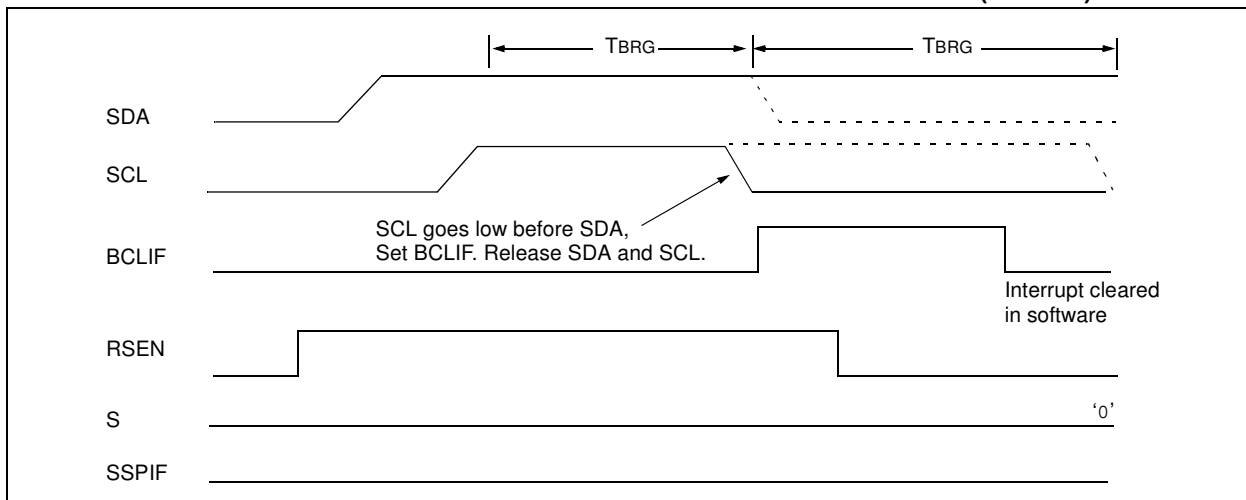 TBRG
TBRG
SDA
SCL
SCL goes low before SDA,
Set BCLIF. Release SDA and SCL.
BCLIF
Interrupt cleared
in software
RSEN
S
‘0’
SSPIF